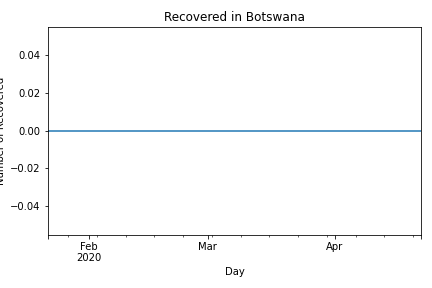 Recovered in Botswana
Number of Recovered
0.04
0.02
0.00
−0.02
−0.04
Feb
2020
Mar
Apr
Day